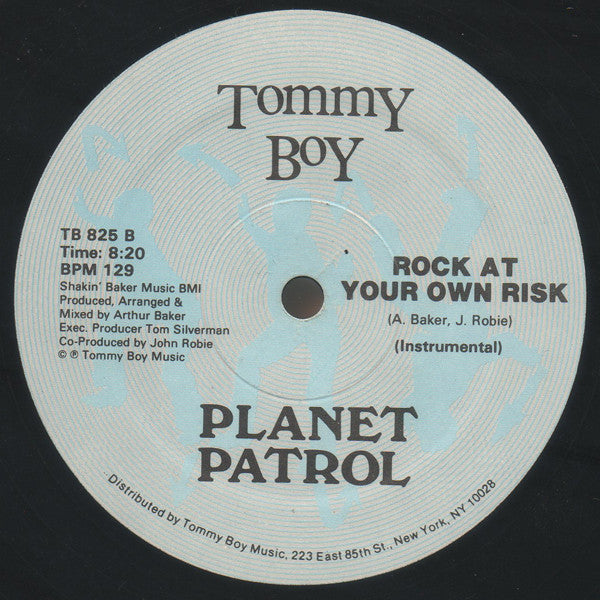 Tommy
Boy
TB 825 B
Time: 8:20
BPM 129
Shakin' Baker Music BMI
Produced, Arranged &
Mixed by Arthur Baker
Exec. Producer Tom Silverman
Co-Produced by John Robie
© ℗ Tommy Boy Music
ROCK AT
YOUR OWN RISK
(A. Baker, J. Robie)
(Instrumental)
PLANET
PATROL
Distributed by Tommy Boy Music, 223 East 85th St., New York, NY 10028